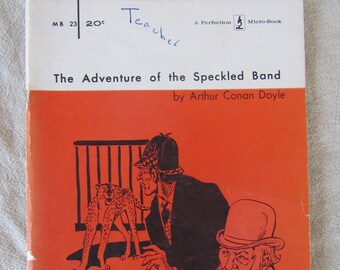 MB 23 20¢ Teacher A Perfection Micro-Book
The Adventure of the Speckled Band
by Arthur Conan Doyle